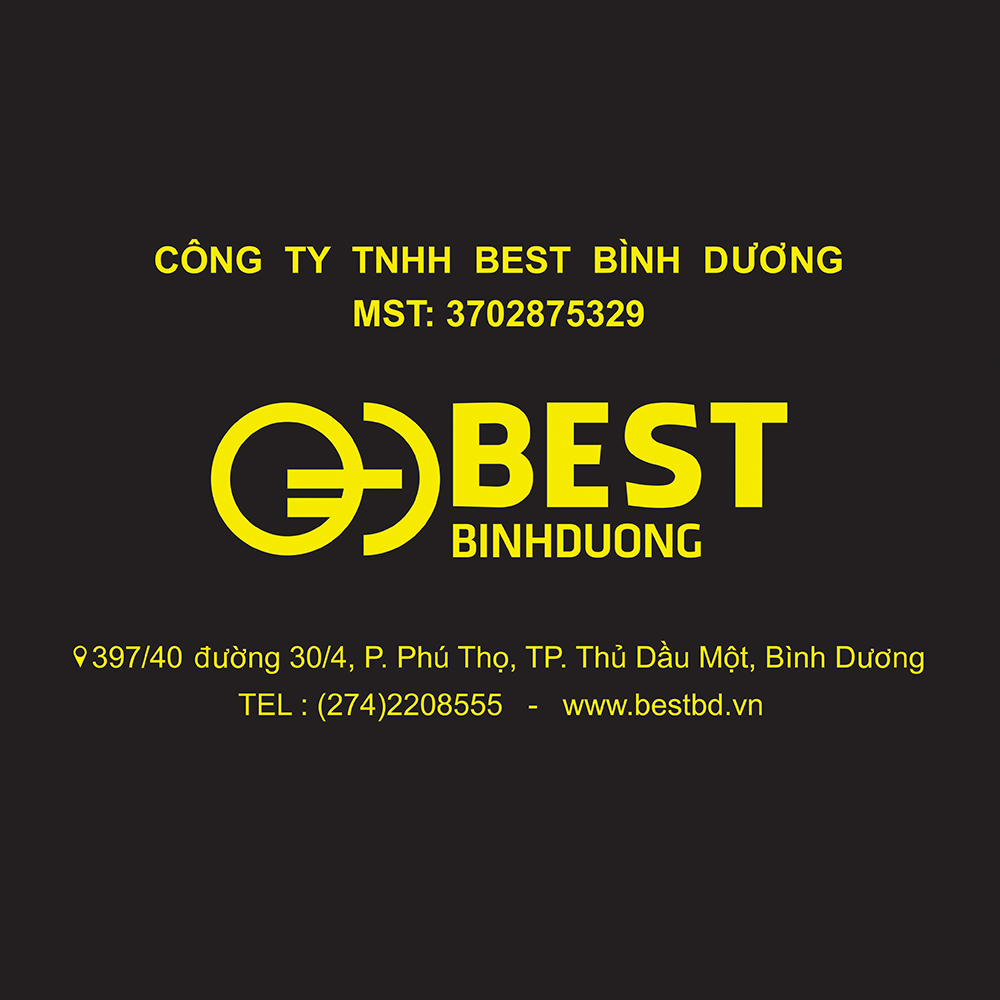 CÔNG TY TNHH BEST BÌNH DƯƠNG
MST: 3702875329
BEST
BINHDUONG
397/40 đường 30/4, P. Phú Thọ, TP. Thủ Dầu Một, Bình Dương
TEL : (274)2208555 - www.bestbd.vn